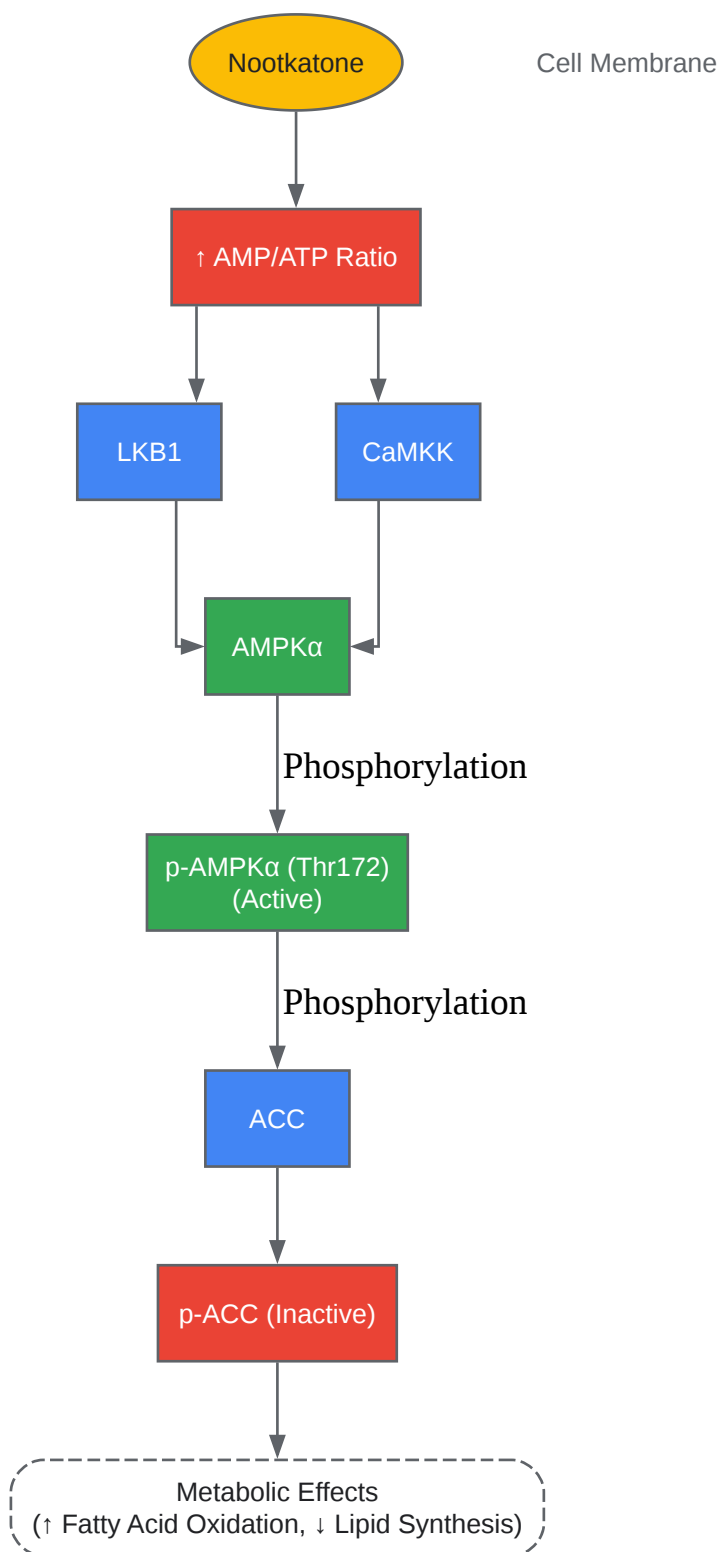 Nootkatone
Cell Membrane
↑ AMP/ATP Ratio
LKB1
CaMKK
AMPKα
Phosphorylation
p-AMPKα (Thr172)
(Active)
Phosphorylation
ACC
p-ACC (Inactive)
Metabolic Effects
(↑ Fatty Acid Oxidation, ↓ Lipid Synthesis)